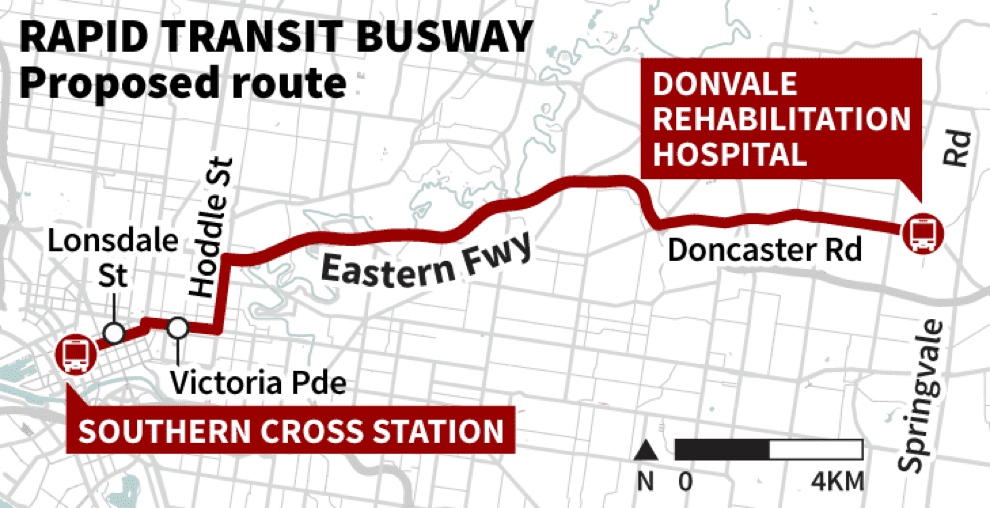 RAPID TRANSIT BUSWAY
Proposed route
DONVALE
REHABILITATION
HOSPITAL
Rd
Hoddle St
Lonsdale
St
Eastern Fwy
Doncaster Rd
Victoria Pde
Springvale
SOUTHERN CROSS STATION
N 0 4KM